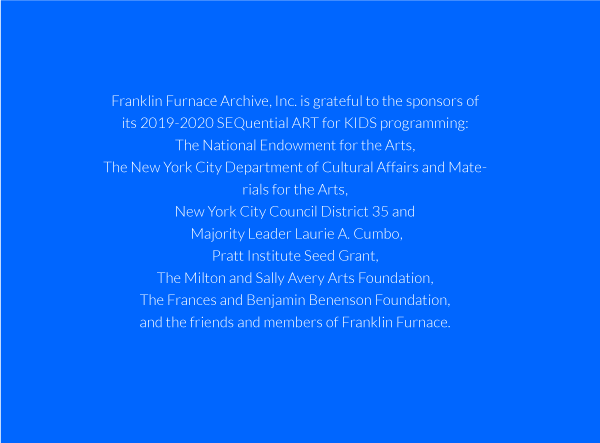 Franklin Furnace Archive, Inc. is grateful to the sponsors of
its 2019-2020 SEQuential ART for KIDS programming:
The National Endowment for the Arts,
The New York City Department of Cultural Affairs and Mate-
rials for the Arts,
New York City Council District 35 and
Majority Leader Laurie A. Cumbo,
Pratt Institute Seed Grant,
The Milton and Sally Avery Arts Foundation,
The Frances and Benjamin Benenson Foundation,
and the friends and members of Franklin Furnace.